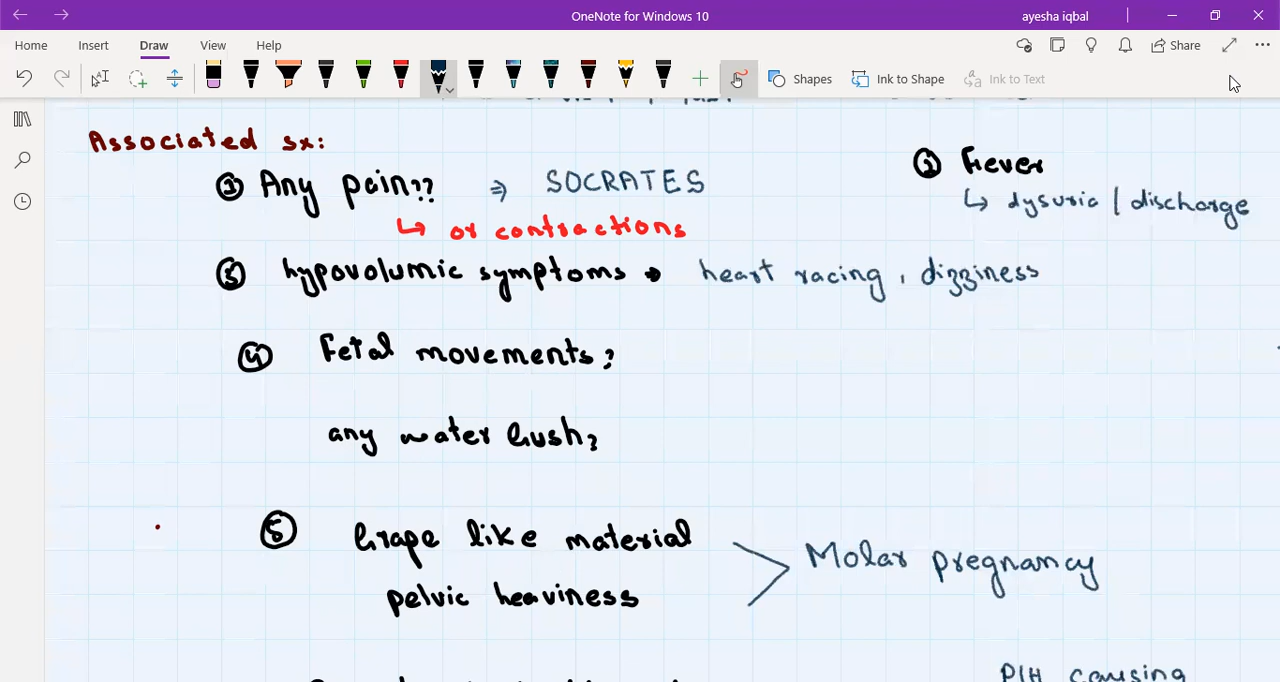 OneNote for Windows 10
ayesha iqbal
Home Insert Draw View Help
Share
Shapes Ink to Shape Ink to Text
Associated sx:
① Any pain?? ⇒ SOCRATES
↳ or contractions
② Fever
↳ dysuria | discharge
③ hypovolumic symptoms → heart racing, dizziness
④ Fetal movements?
any water Gush?
⑤ Grape like material
pelvic heaviness
> Molar pregnancy
PIH causing